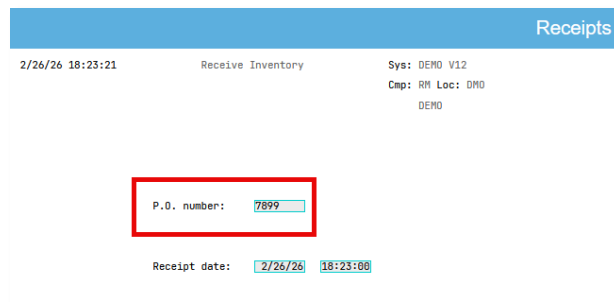 Receipts
2/26/26 18:23:21 Receive Inventory Sys: DEMO V12
Cmp: RM Loc: DMO
DEMO
P.O. number: 7899
Receipt date: 2/26/26 18:23:00